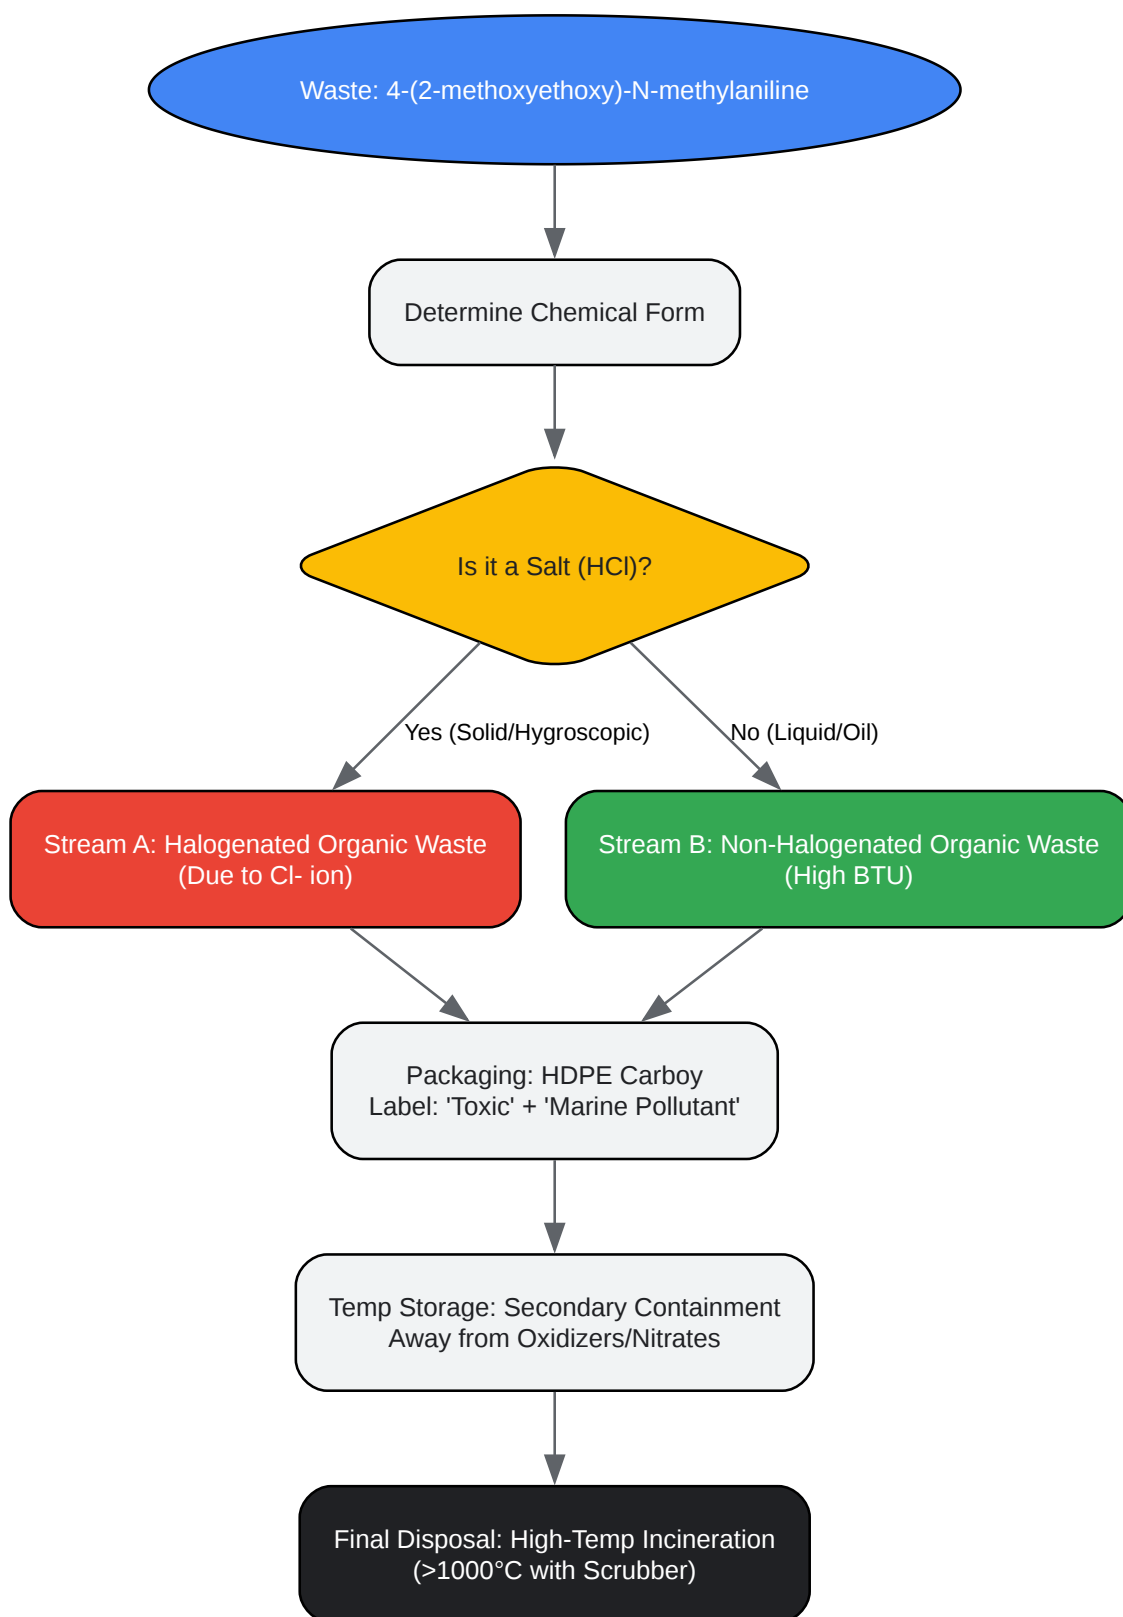 Waste: 4-(2-methoxyethoxy)-N-methylaniline
Determine Chemical Form
Is it a Salt (HCl)?
Yes (Solid/Hygroscopic)
No (Liquid/Oil)
Stream A: Halogenated Organic Waste
(Due to Cl- ion)
Stream B: Non-Halogenated Organic Waste
(High BTU)
Packaging: HDPE Carboy
Label: 'Toxic' + 'Marine Pollutant'
Temp Storage: Secondary Containment
Away from Oxidizers/Nitrates
Final Disposal: High-Temp Incineration
(>1000°C with Scrubber)